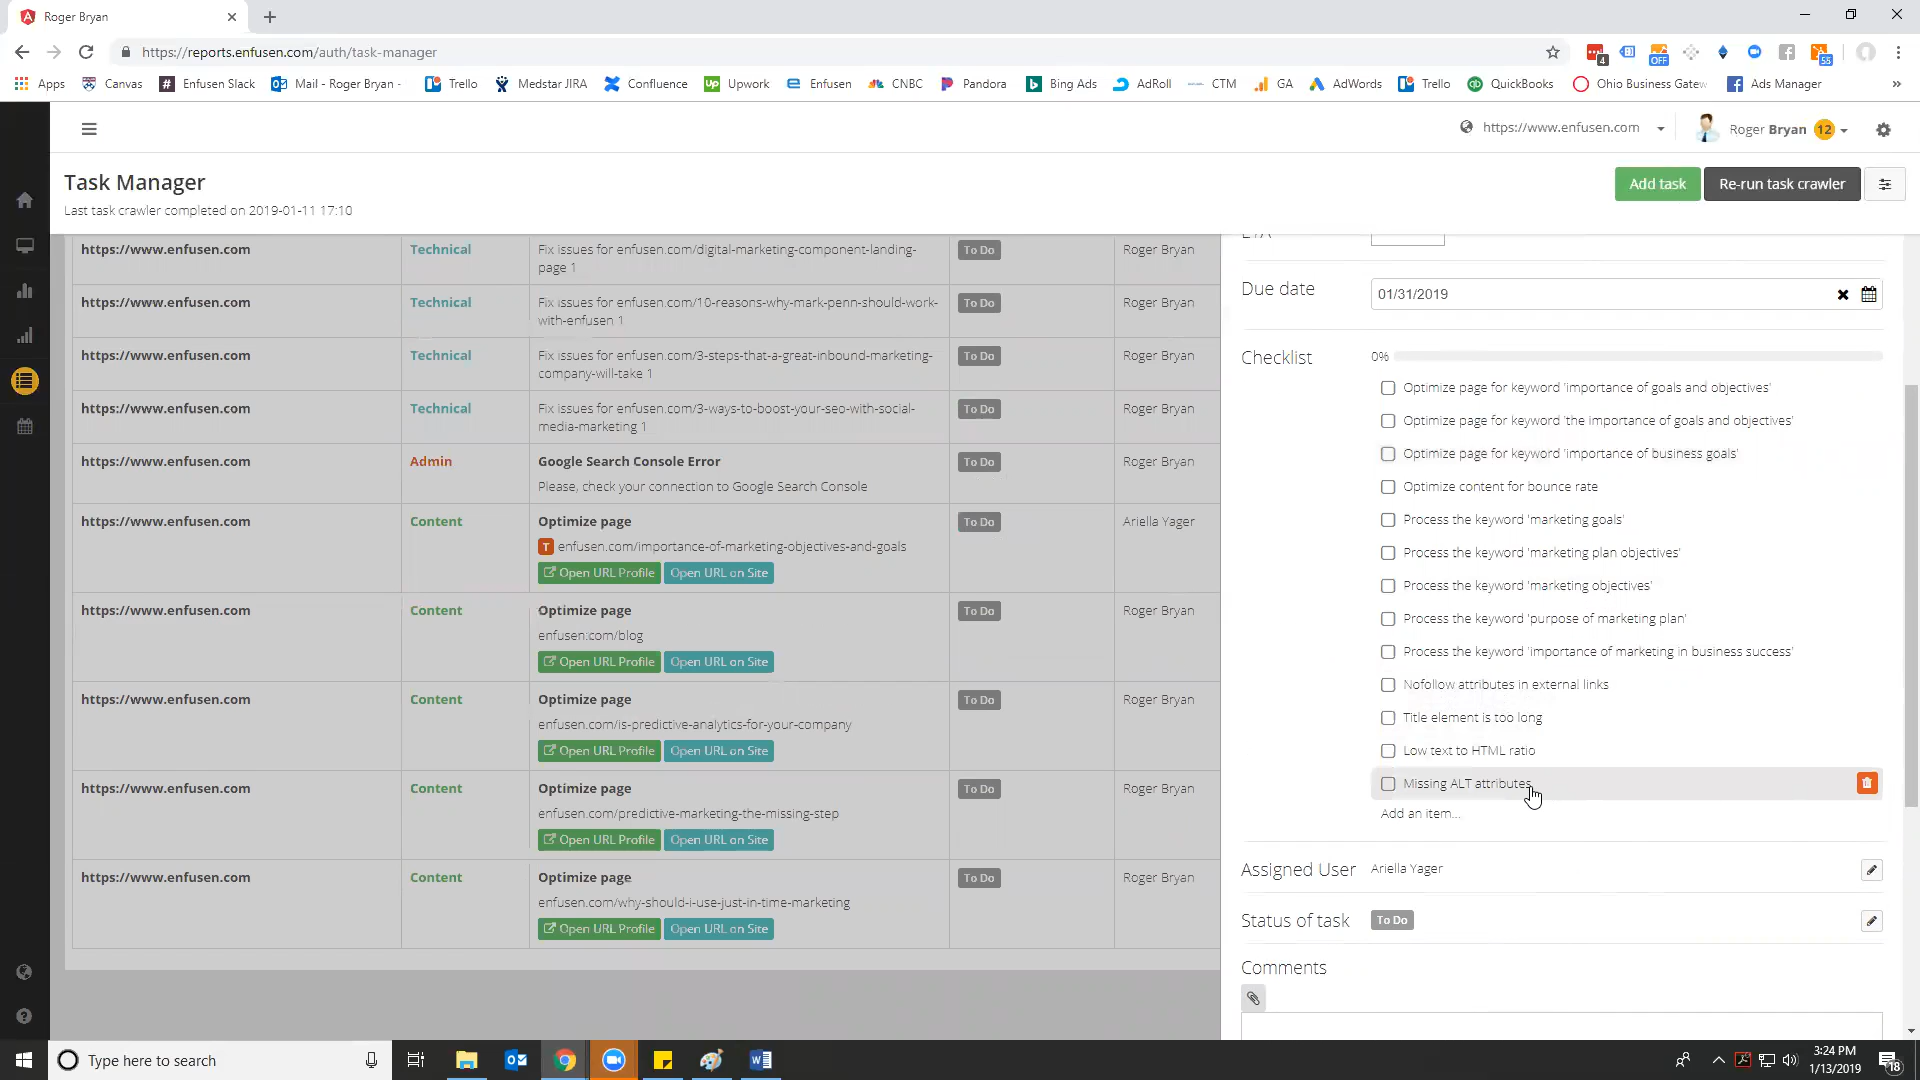 Roger Bryan
https://reports.enfusen.com/auth/task-manager
4
OFF
55
Apps
Canvas
Enfusen Slack
Mail - Roger Bryan -
Trello
Medstar JIRA
Confluence
Upwork
Enfusen
CNBC
Pandora
Bing Ads
AdRoll
CTM
GA
AdWords
Trello
QuickBooks
Ohio Business Gatew
Ads Manager
»
https://www.enfusen.com
Roger Bryan 12
Task Manager
Last task crawler completed on 2019-01-11 17:10
Add task
Re-run task crawler
https://www.enfusen.com
Technical
Fix issues for enfusen.com/digital-marketing-component-landing-
page 1
To Do
Roger Bryan
https://www.enfusen.com
Technical
Fix issues for enfusen.com/10-reasons-why-mark-penn-should-work-
with-enfusen 1
To Do
Roger Bryan
https://www.enfusen.com
Technical
Fix issues for enfusen.com/3-steps-that-a-great-inbound-marketing-
company-will-take 1
To Do
Roger Bryan
https://www.enfusen.com
Technical
Fix issues for enfusen.com/3-ways-to-boost-your-seo-with-social-
media-marketing 1
To Do
Roger Bryan
https://www.enfusen.com
Admin
Google Search Console Error
Please, check your connection to Google Search Console
To Do
Roger Bryan
https://www.enfusen.com
Content
Optimize page
T enfusen.com/importance-of-marketing-objectives-and-goals
Open URL Profile
Open URL on Site
To Do
Ariella Yager
https://www.enfusen.com
Content
Optimize page
enfusen.com/blog
Open URL Profile
Open URL on Site
To Do
Roger Bryan
https://www.enfusen.com
Content
Optimize page
enfusen.com/is-predictive-analytics-for-your-company
Open URL Profile
Open URL on Site
To Do
Roger Bryan
https://www.enfusen.com
Content
Optimize page
enfusen.com/predictive-marketing-the-missing-step
Open URL Profile
Open URL on Site
To Do
Roger Bryan
https://www.enfusen.com
Content
Optimize page
enfusen.com/why-should-i-use-just-in-time-marketing
Open URL Profile
Open URL on Site
To Do
Roger Bryan
Due date
01/31/2019
Checklist
0%
Optimize page for keyword 'importance of goals and objectives'
Optimize page for keyword 'the importance of goals and objectives'
Optimize page for keyword 'importance of business goals'
Optimize content for bounce rate
Process the keyword 'marketing goals'
Process the keyword 'marketing plan objectives'
Process the keyword 'marketing objectives'
Process the keyword 'purpose of marketing plan'
Process the keyword 'importance of marketing in business success'
Nofollow attributes in external links
Title element is too long
Low text to HTML ratio
Missing ALT attributes
Add an item...
Assigned User
Ariella Yager
Status of task
To Do
Comments
Type here to search
3:24 PM
1/13/2019
18